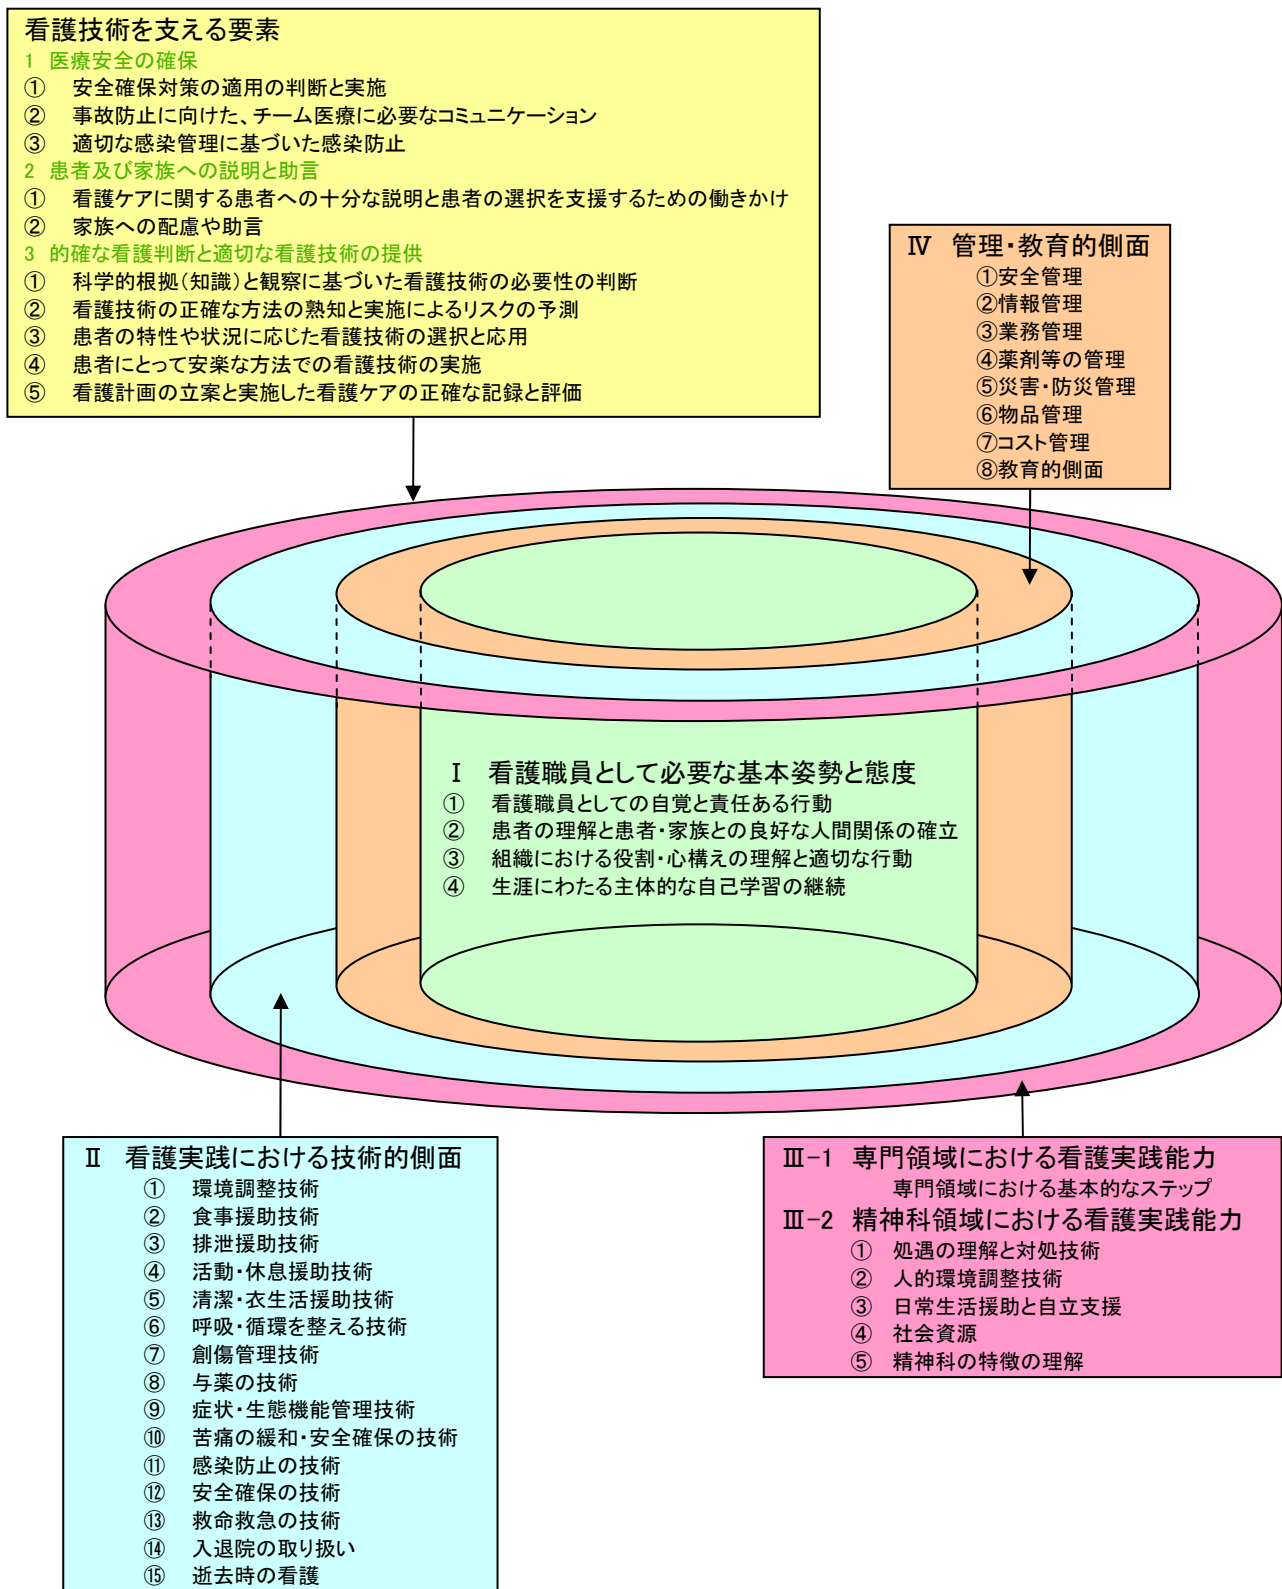 看護技術を支える要素
1 医療安全の確保
① 安全確保対策の適用の判断と実施
② 事故防止に向けた、チーム医療に必要なコミュニケーション
③ 適切な感染管理に基づいた感染防止
2 患者及び家族への説明と助言
① 看護ケアに関する患者への十分な説明と患者の選択を支援するための働きかけ
② 家族への配慮や助言
3 的確な看護判断と適切な看護技術の提供
① 科学的根拠（知識）と観察に基づいた看護技術の必要性の判断
② 看護技術の正確な方法の熟知と実施によるリスクの予測
③ 患者の特性や状況に応じた看護技術の選択と応用
④ 患者にとって安楽な方法での看護技術の実施
⑤ 看護計画の立案と実施した看護ケアの正確な記録と評価
Ⅳ 管理・教育的側面
①安全管理
②情報管理
③業務管理
④薬剤等の管理
⑤災害・防災管理
⑥物品管理
⑦コスト管理
⑧教育的側面
Ⅰ 看護職員として必要な基本姿勢と態度
① 看護職員としての自覚と責任ある行動
② 患者の理解と患者・家族との良好な人間関係の確立
③ 組織における役割・心構えの理解と適切な行動
④ 生涯にわたる主体的な自己学習の継続
Ⅱ 看護実践における技術的側面
① 環境調整技術
② 食事援助技術
③ 排泄援助技術
④ 活動・休息援助技術
⑤ 清潔・衣生活援助技術
⑥ 呼吸・循環を整える技術
⑦ 創傷管理技術
⑧ 与薬の技術
⑨ 症状・生態機能管理技術
⑩ 苦痛の緩和・安全確保の技術
⑪ 感染防止の技術
⑫ 安全確保の技術
⑬ 救命救急の技術
⑭ 入退院の取り扱い
⑮ 逝去時の看護
Ⅲ-1 専門領域における看護実践能力
専門領域における基本的なステップ
Ⅲ-2 精神科領域における看護実践能力
① 処遇の理解と対処技術
② 人的環境調整技術
③ 日常生活援助と自立支援
④ 社会資源
⑤ 精神科の特徴の理解